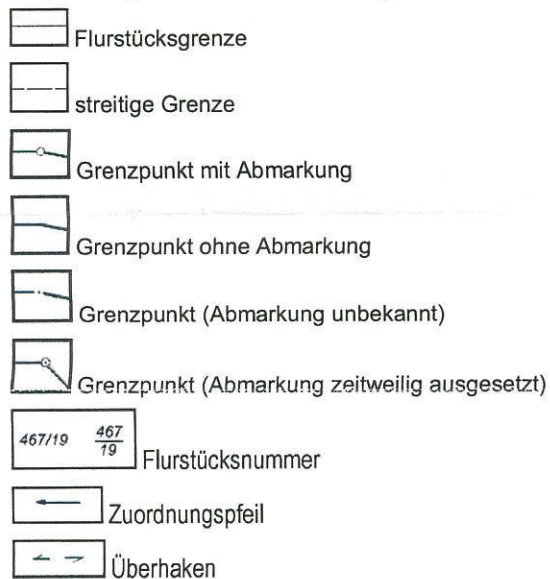 Flurstücksgrenze
streitige Grenze
Grenzpunkt mit Abmarkung
Grenzpunkt ohne Abmarkung
Grenzpunkt (Abmarkung unbekannt)
Grenzpunkt (Abmarkung zeitweilig ausgesetzt)
467/19 467
19 Flurstücksnummer
Zuordnungspfeil
Überhaken